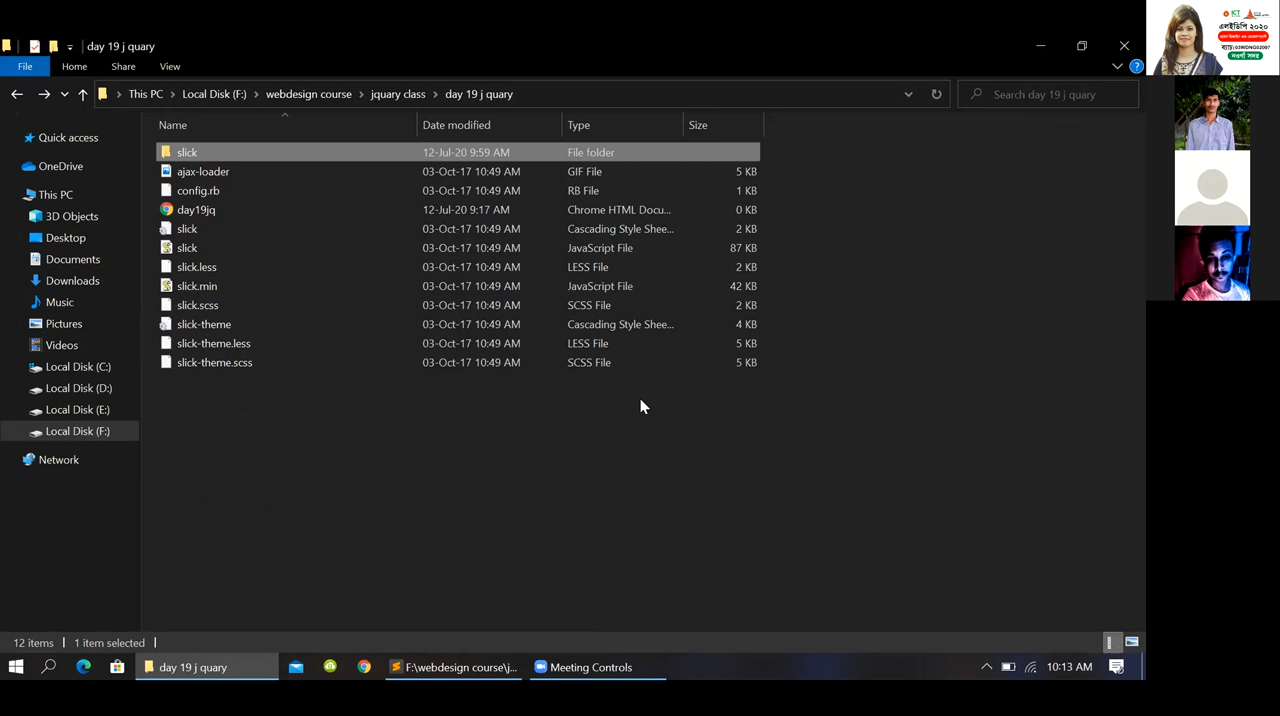 day 19 j quary
File Home Share View
This PC Local Disk (F:) webdesign course jquary class day 19 j quary Search day 19 j quary
Name Date modified Type Size
slick 12-Jul-20 9:59 AM File folder
ajax-loader 03-Oct-17 10:49 AM GIF File 5 KB
config.rb 03-Oct-17 10:49 AM RB File 1 KB
day19jq 12-Jul-20 9:17 AM Chrome HTML Docu... 0 KB
slick 03-Oct-17 10:49 AM Cascading Style Shee... 2 KB
slick 03-Oct-17 10:49 AM JavaScript File 87 KB
slick.less 03-Oct-17 10:49 AM LESS File 2 KB
slick.min 03-Oct-17 10:49 AM JavaScript File 42 KB
slick.scss 03-Oct-17 10:49 AM SCSS File 2 KB
slick-theme 03-Oct-17 10:49 AM Cascading Style Shee... 4 KB
slick-theme.less 03-Oct-17 10:49 AM LESS File 5 KB
slick-theme.scss 03-Oct-17 10:49 AM SCSS File 5 KB
Quick access
OneDrive
This PC
3D Objects
Desktop
Documents
Downloads
Music
Pictures
Videos
Local Disk (C:)
Local Disk (D:)
Local Disk (E:)
Local Disk (F:)
Network
12 items 1 item selected
day 19 j quary F:\webdesign course\j... Meeting Controls 10:13 AM
ICT
এলইডিপি ২০২০
ব্যাচ: 03WDNG02007
নওগাঁ সদর